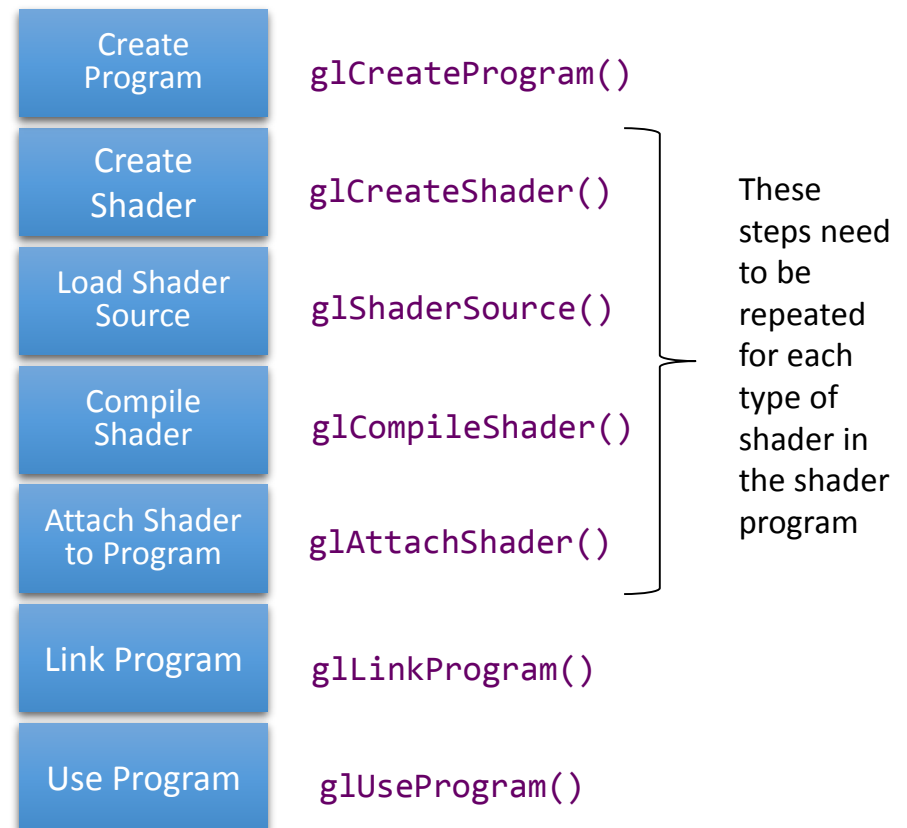 Create
Program
glCreateProgram()
Create
Shader
glCreateShader()
Load Shader
Source
glShaderSource()
Compile
Shader
glCompileShader()
Attach Shader
to Program
glAttachShader()
These
steps need
to be
repeated
for each
type of
shader in
the shader
program
Link Program
glLinkProgram()
Use Program
glUseProgram()